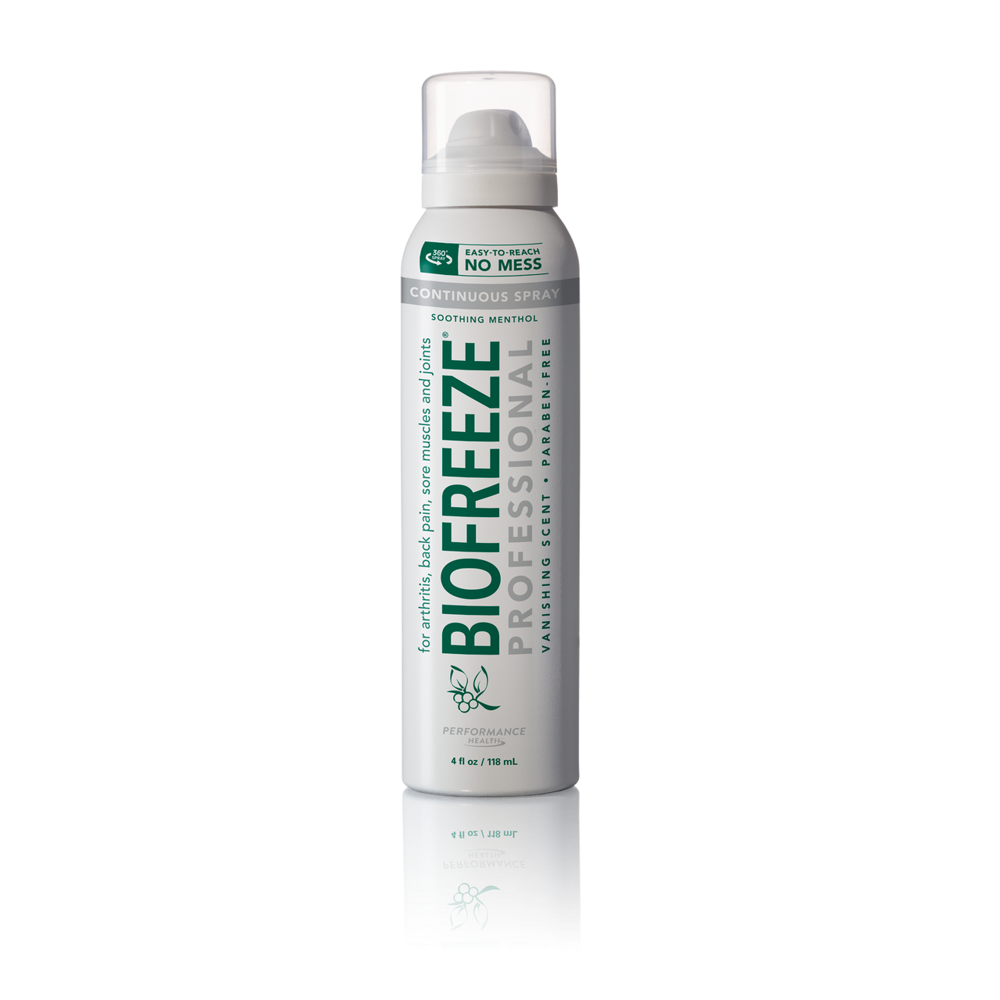 360°
SPRAY
EASY-TO-REACH
NO MESS
CONTINUOUS SPRAY
SOOTHING MENTHOL
for arthritis, back pain, sore muscles and joints
BIOFREEZE®
PROFESSIONAL
VANISHING SCENT • PARABEN-FREE
PERFORMANCE
HEALTH
4 fl oz / 118 mL